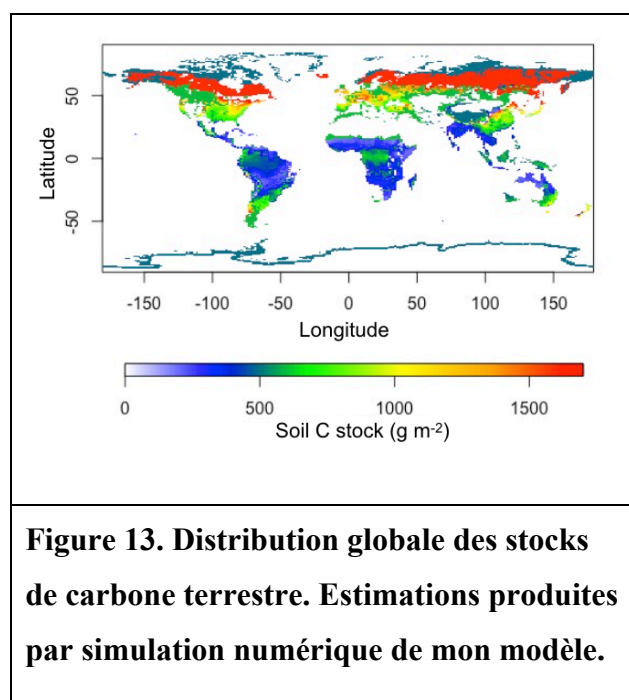 50
0
-50
Latitude
-150 -100 -50 0 50 100 150
Longitude
0 500 1000 1500
Soil C stock (g m-2)
Figure 13. Distribution globale des stocks
de carbone terrestre. Estimations produites
par simulation numérique de mon modèle.